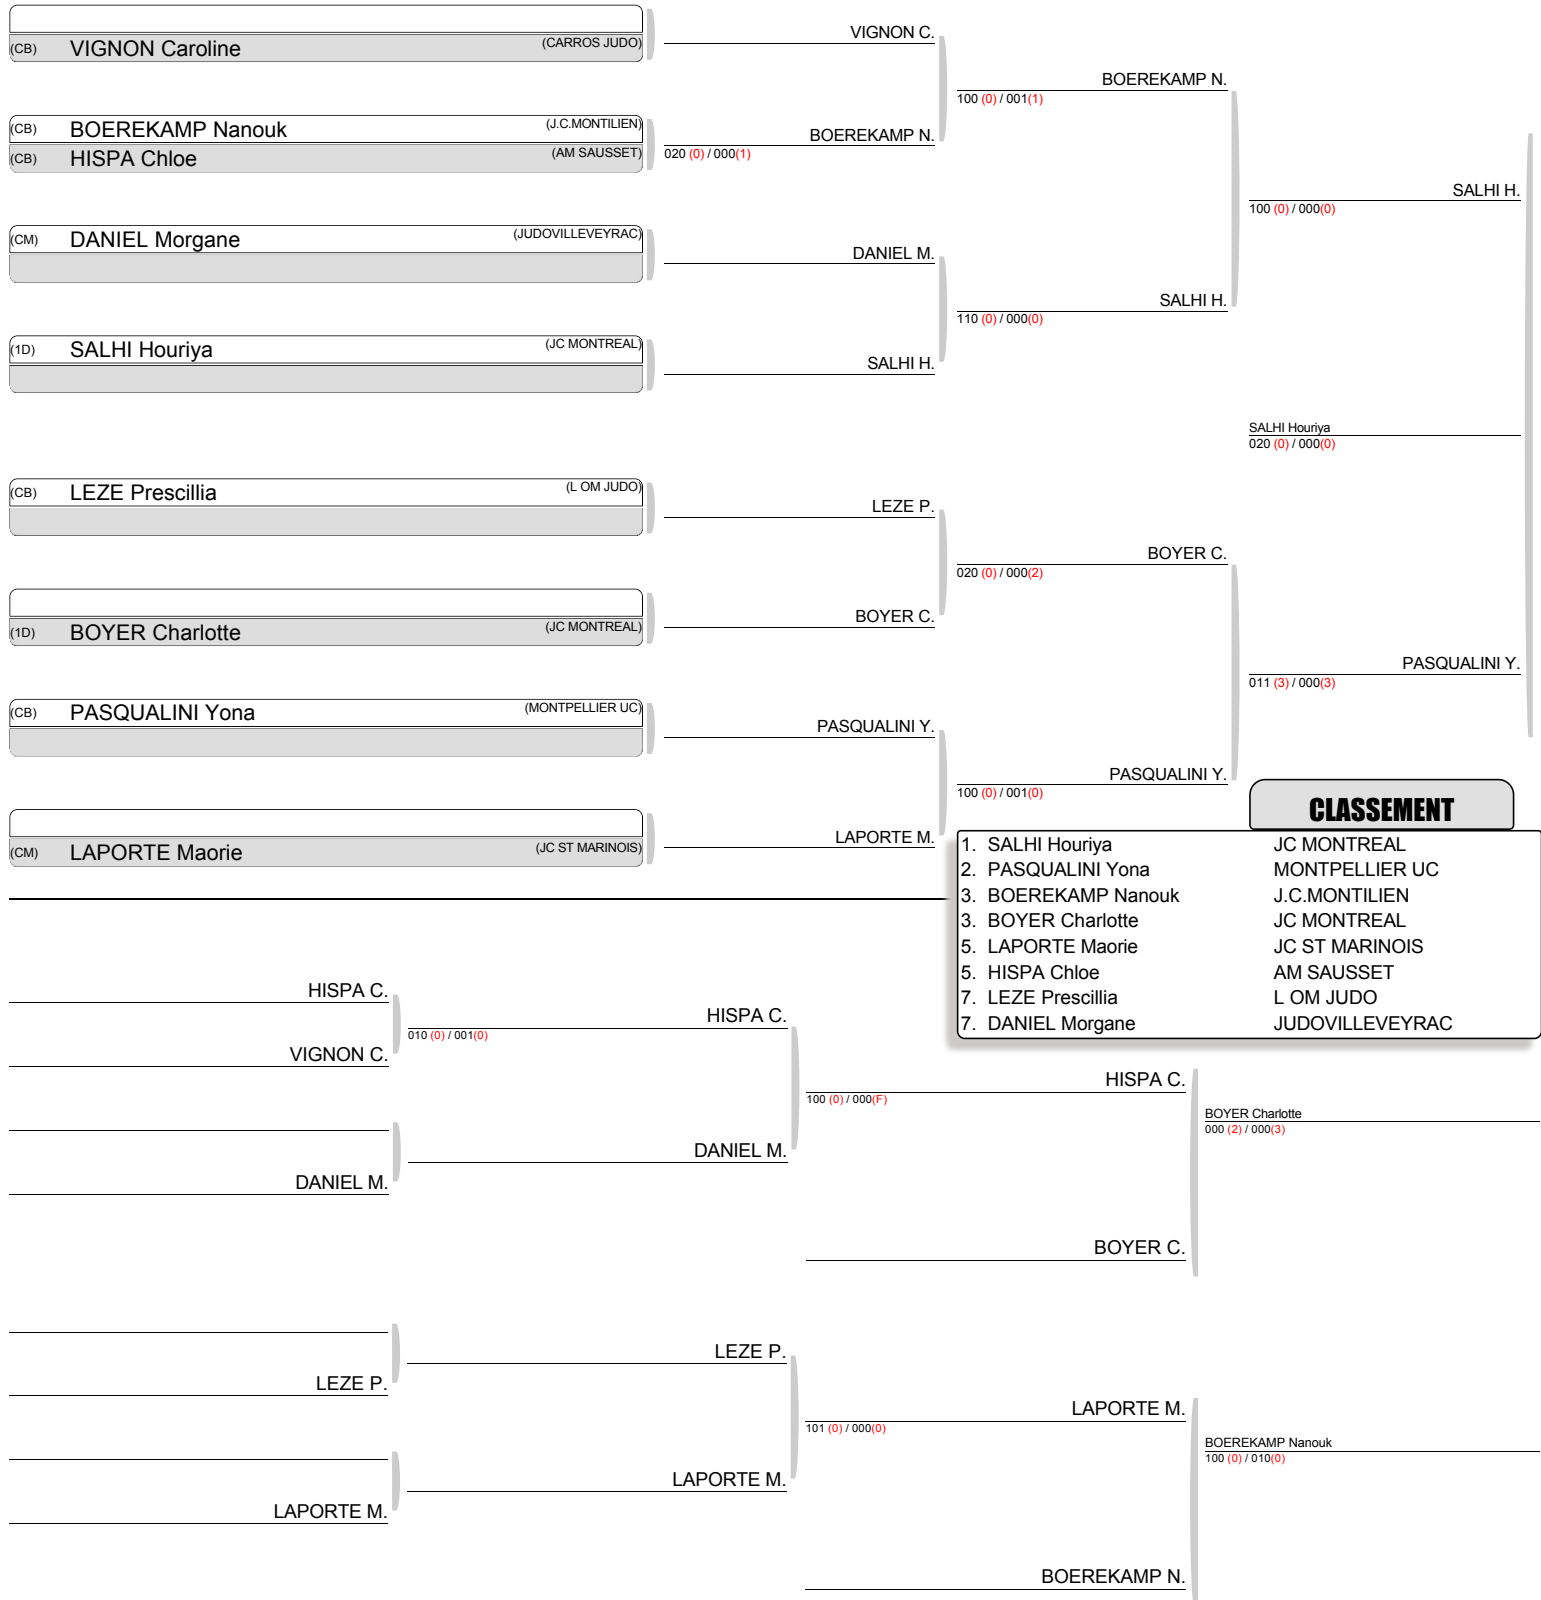 (CB) VIGNON Caroline (CARROS JUDO)
VIGNON C.
BOEREKAMP N.
100 (0) / 001(1)
(CB) BOEREKAMP Nanouk (J.C.MONTILIEN)
(CB) HISPA Chloe (AM SAUSSET)
BOEREKAMP N.
020 (0) / 000(1)
SALHI H.
100 (0) / 000(0)
(CM) DANIEL Morgane (JUDOVILLEVEYRAC)
DANIEL M.
SALHI H.
110 (0) / 000(0)
(1D) SALHI Houriya (JC MONTREAL)
SALHI H.
SALHI Houriya
020 (0) / 000(0)
(CB) LEZE Prescillia (L OM JUDO)
LEZE P.
BOYER C.
020 (0) / 000(2)
(1D) BOYER Charlotte (JC MONTREAL)
BOYER C.
PASQUALINI Y.
011 (3) / 000(3)
(CB) PASQUALINI Yona (MONTPELLIER UC)
PASQUALINI Y.
PASQUALINI Y.
100 (0) / 001(0)
(CM) LAPORTE Maorie (JC ST MARINOIS)
LAPORTE M.
CLASSEMENT
1. SALHI Houriya JC MONTREAL
2. PASQUALINI Yona MONTPELLIER UC
3. BOEREKAMP Nanouk J.C.MONTILIEN
3. BOYER Charlotte JC MONTREAL
5. LAPORTE Maorie JC ST MARINOIS
5. HISPA Chloe AM SAUSSET
7. LEZE Prescillia L OM JUDO
7. DANIEL Morgane JUDOVILLEVEYRAC
HISPA C.
HISPA C.
010 (0) / 001(0)
VIGNON C.
HISPA C.
100 (0) / 000(F)
BOYER Charlotte
000 (2) / 000(3)
DANIEL M.
DANIEL M.
BOYER C.
LEZE P.
LEZE P.
LAPORTE M.
101 (0) / 000(0)
BOEREKAMP Nanouk
100 (0) / 010(0)
LAPORTE M.
LAPORTE M.
BOEREKAMP N.